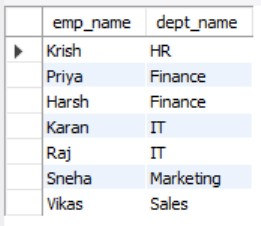 emp_name dept_name
Krish HR
Priya Finance
Harsh Finance
Karan IT
Raj IT
Sneha Marketing
Vikas Sales